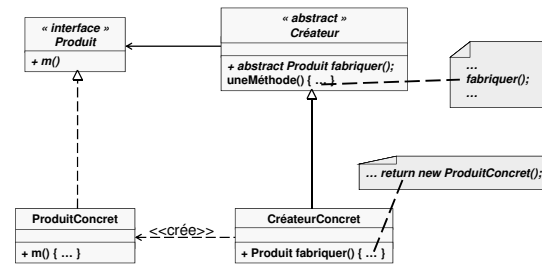 « interface »
Produit
+ m()
« abstract »
Créateur
+ abstract Produit fabriquer();
uneMéthode() { ... }
...
fabriquer();
...
... return new ProduitConcret();
ProduitConcret
+ m() { ... }
<<crée>>
CréateurConcret
+ Produit fabriquer() { ... }